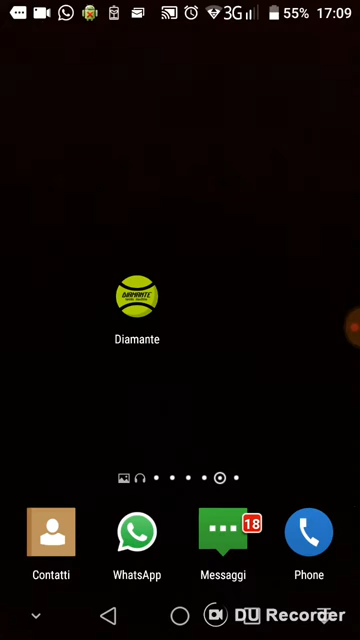 3G 55% 17:09
DIAMANTE
Diamante
18
Contatti WhatsApp Messaggi Phone
DU Recorder